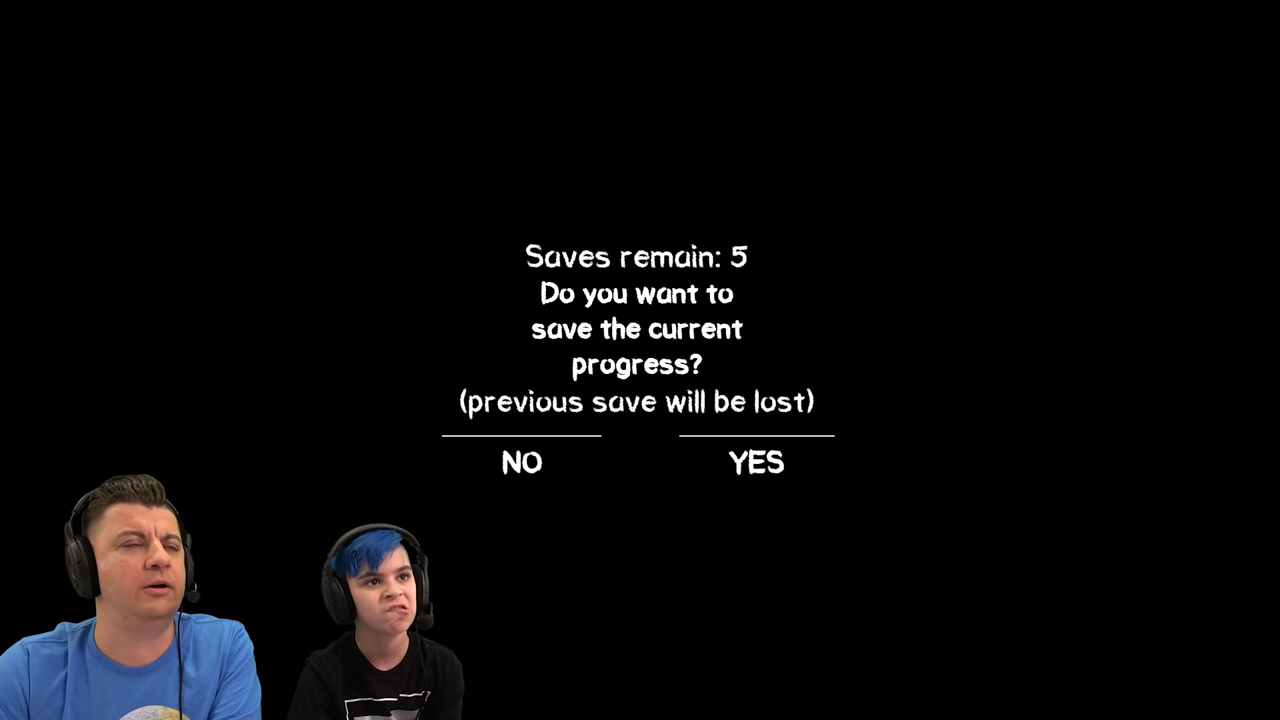 Saves remain: 5
Do you want to
save the current
progress?
(previous save will be lost)
NO YES